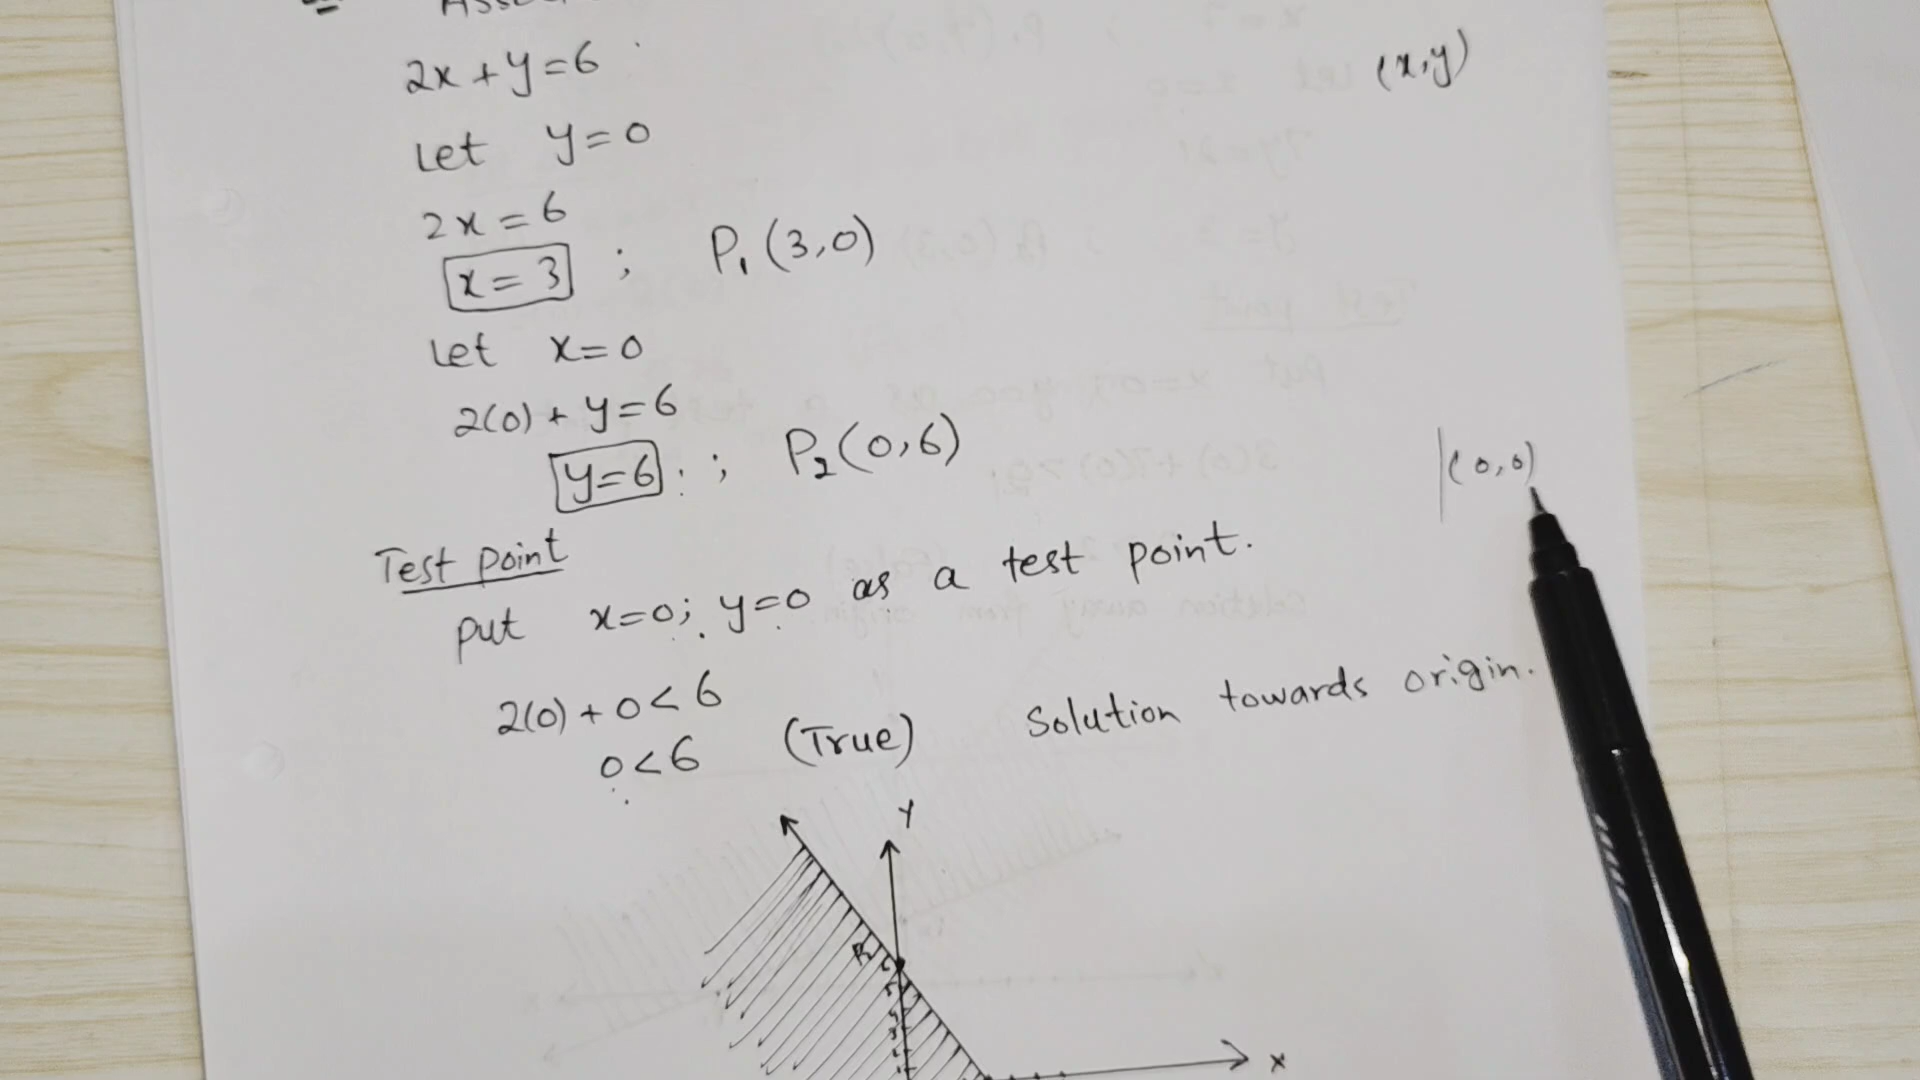 2x + y = 6
(x,y)
Let y = 0
2x = 6
x = 3 ; P₁(3,0)
Let x = 0
2(0) + y = 6
y = 6 ; P₂(0,6)
(0,0)
Test point
put x=0; y=0 as a test point.
2(0) + 0 < 6
0 < 6 (True) Solution towards origin.
Y
P₂
X